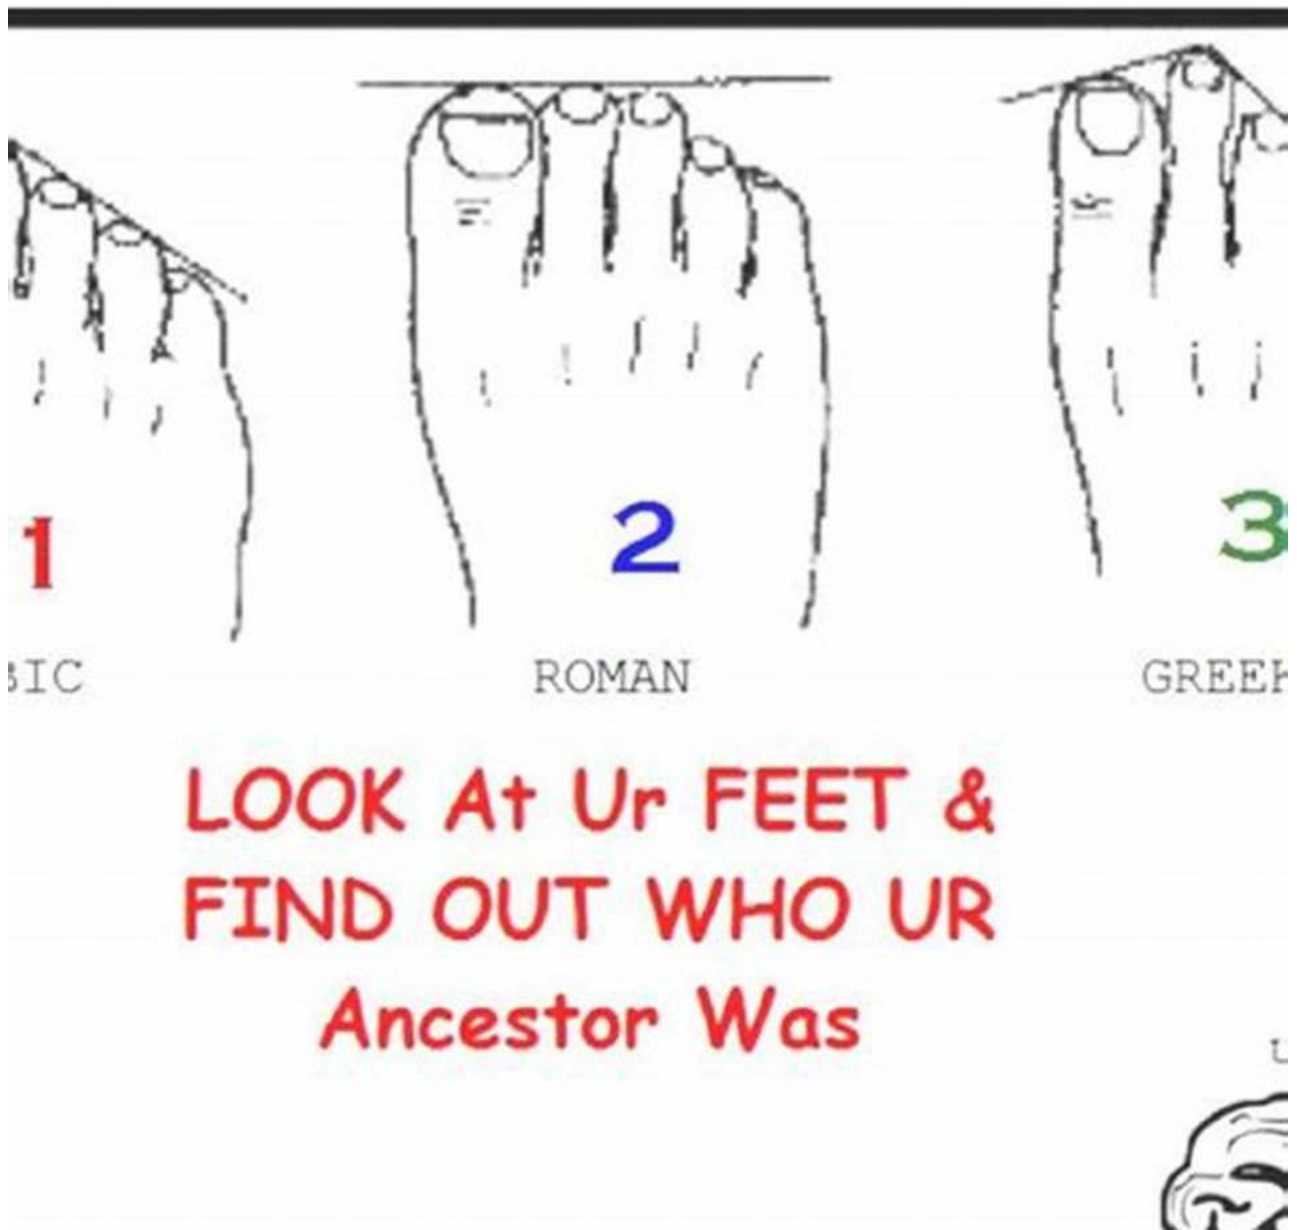 1 2 3
ROMAN
LOOK At Ur FEET &
FIND OUT WHO UR
Ancestor Was